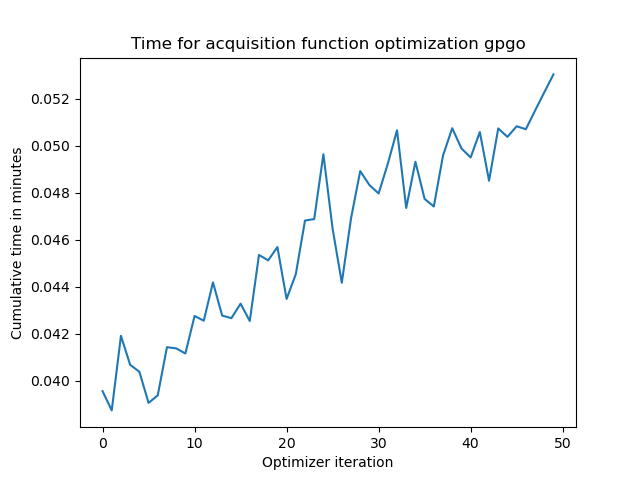 Time for acquisition function optimization gpgo
Cumulative time in minutes
0.052
0.050
0.048
0.046
0.044
0.042
0.040
0 10 20 30 40 50
Optimizer iteration